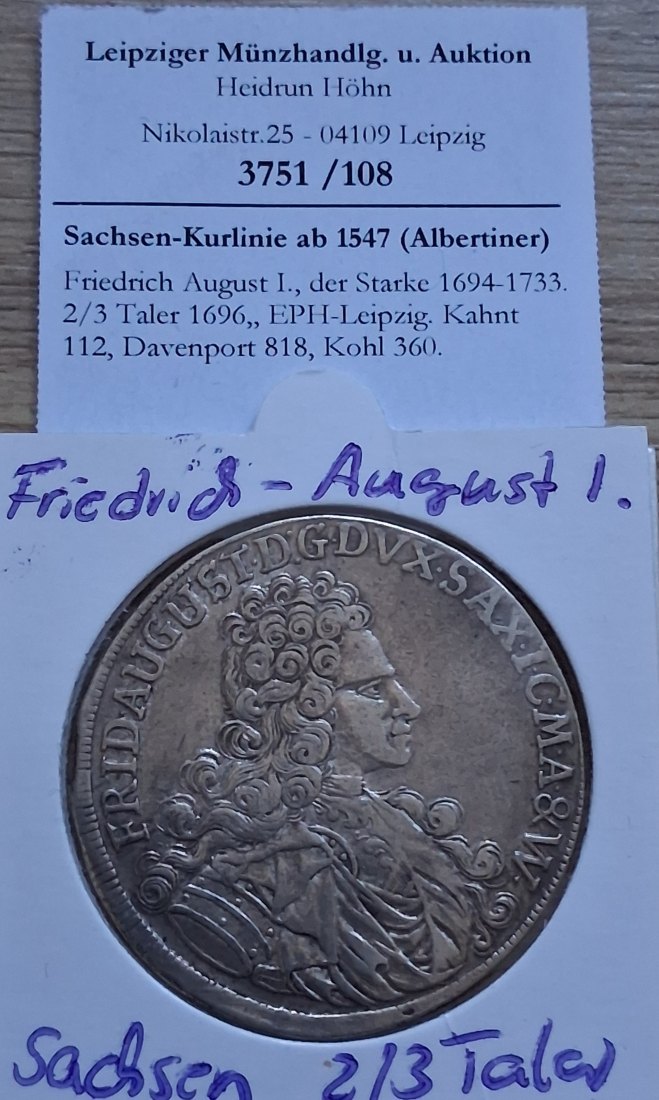 Leipziger Münzhandlg. u. Auktion
Heidrun Höhn
Nikolaistr.25 - 04109 Leipzig
3751 /108
Sachsen-Kurlinie ab 1547 (Albertiner)
Friedrich August I., der Starke 1694-1733.
2/3 Taler 1696,, EPH-Leipzig. Kahnt
112, Davenport 818, Kohl 360.
Friedrich - August I.
FRID·AUGUST·D·G·DVX·SAX·I·C·M·A·&·W·
Sachsen 2/3 Taler